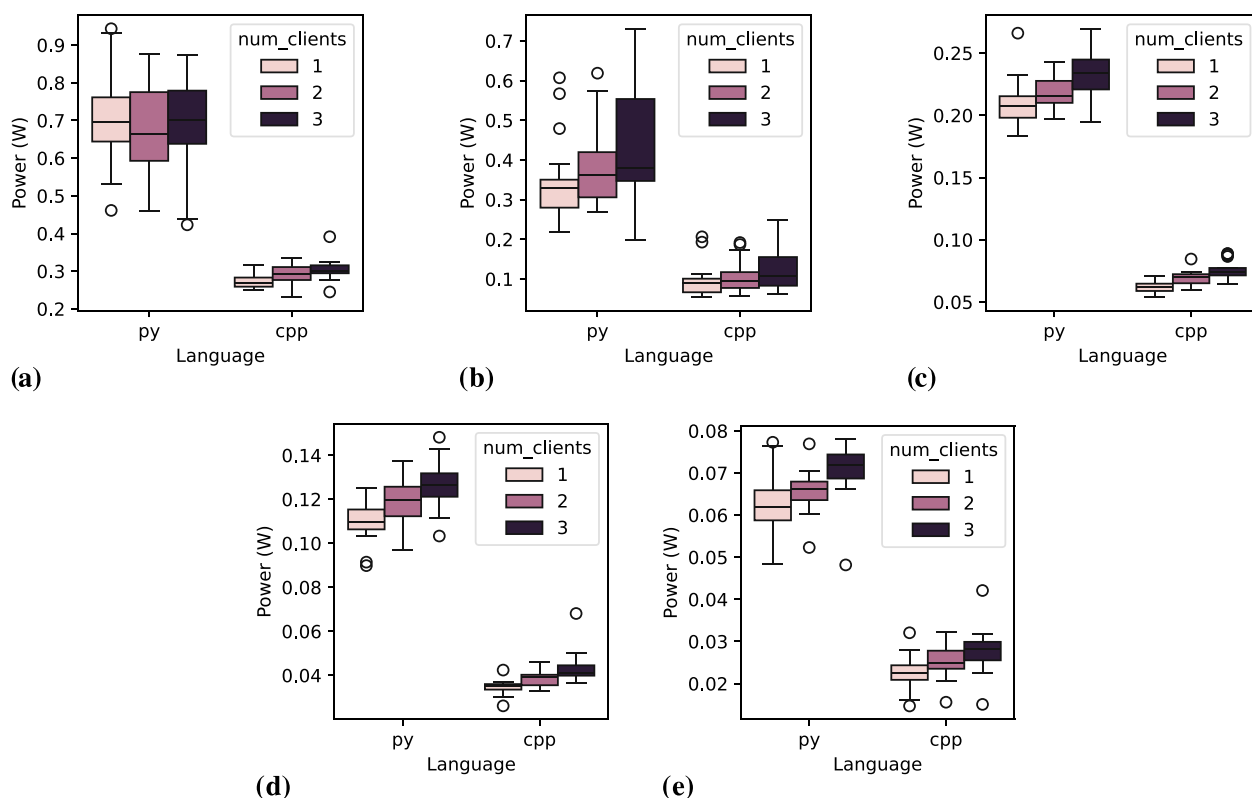 num_clients
1
2
3
0.9
0.8
0.7
0.6
0.5
0.4
0.3
0.2
Power (W)
py
cpp
Language
(a)
num_clients
1
2
3
0.7
0.6
0.5
0.4
0.3
0.2
0.1
Power (W)
py
cpp
Language
(b)
num_clients
1
2
3
0.25
0.20
0.15
0.10
0.05
Power (W)
py
cpp
Language
(c)
num_clients
1
2
3
0.14
0.12
0.10
0.08
0.06
0.04
Power (W)
py
cpp
Language
(d)
num_clients
1
2
3
0.08
0.07
0.06
0.05
0.04
0.03
0.02
Power (W)
py
cpp
Language
(e)